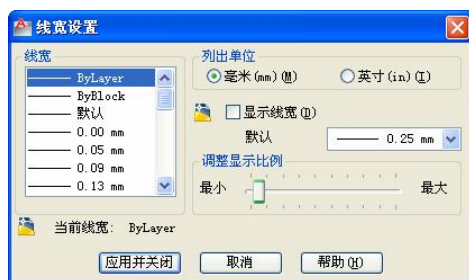 线宽设置
线宽
ByLayer
ByBlock
默认
0.00 mm
0.05 mm
0.09 mm
0.13 mm
列出单位
毫米(mm)(M) 英寸(in)(I)
显示线宽(D)
默认 0.25 mm
调整显示比例
最小 最大
当前线宽: ByLayer
应用并关闭 取消 帮助(H)